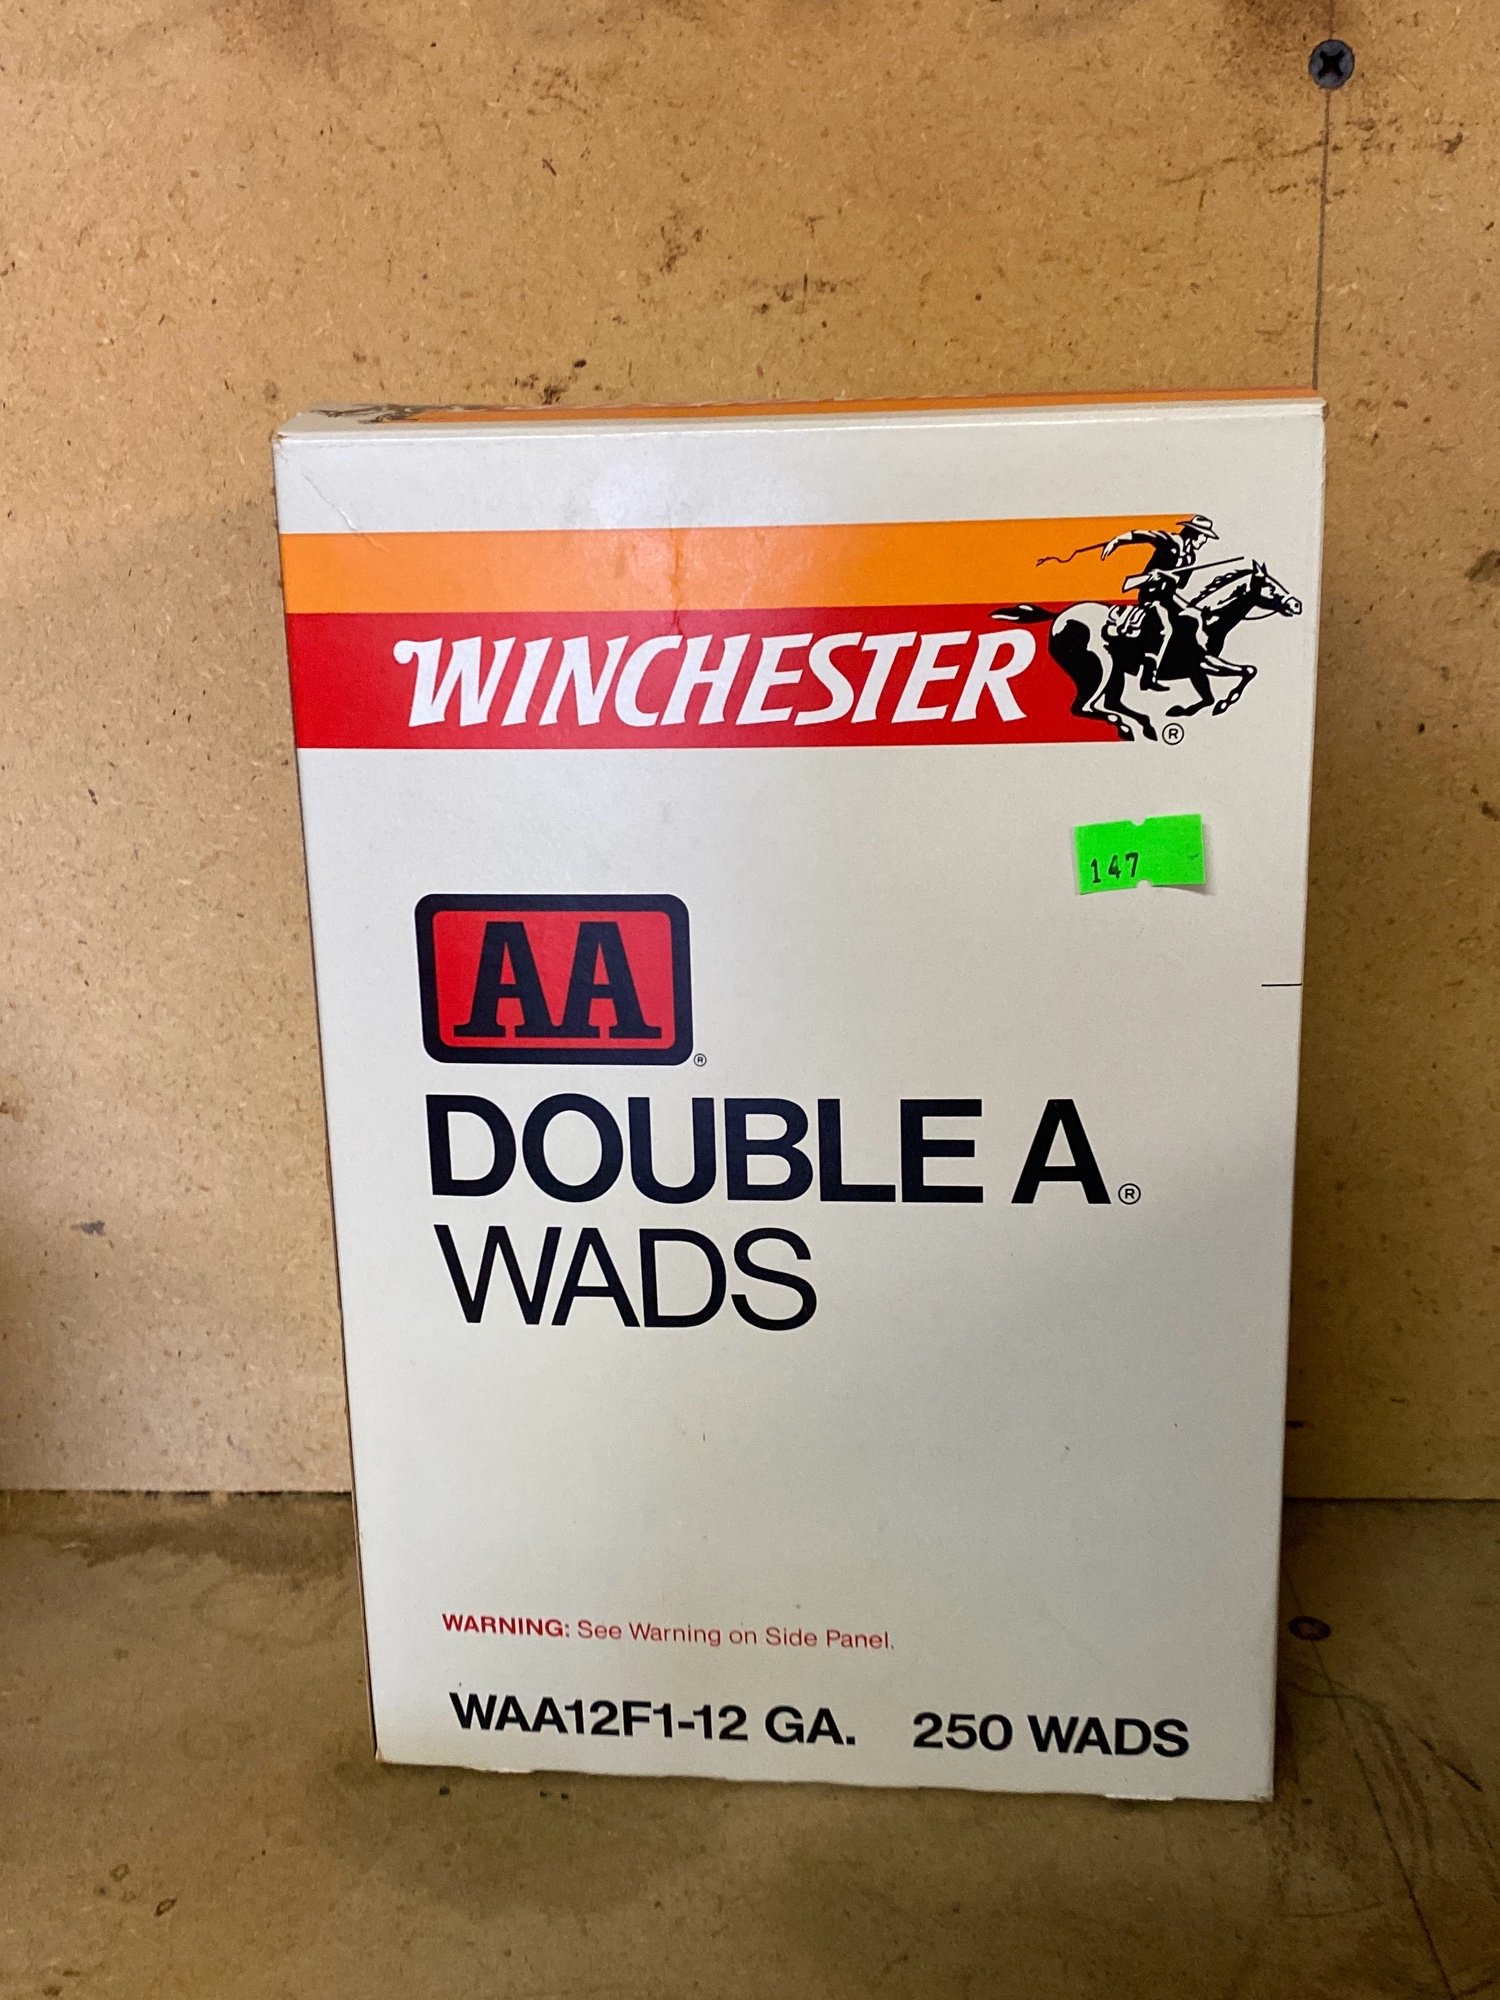 WINCHESTER
®
147
AA
®
DOUBLE A®
WADS
WARNING: See Warning on Side Panel.
WAA12F1-12 GA. 250 WADS